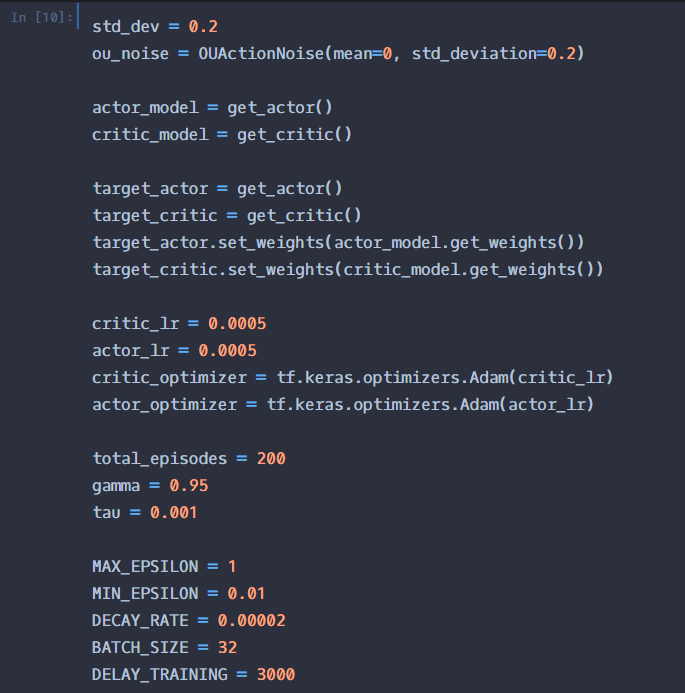 In [10]:
std_dev = 0.2
ou_noise = OUActionNoise(mean=0, std_deviation=0.2)
actor_model = get_actor()
critic_model = get_critic()
target_actor = get_actor()
target_critic = get_critic()
target_actor.set_weights(actor_model.get_weights())
target_critic.set_weights(critic_model.get_weights())
critic_lr = 0.0005
actor_lr = 0.0005
critic_optimizer = tf.keras.optimizers.Adam(critic_lr)
actor_optimizer = tf.keras.optimizers.Adam(actor_lr)
total_episodes = 200
gamma = 0.95
tau = 0.001
MAX_EPSILON = 1
MIN_EPSILON = 0.01
DECAY_RATE = 0.00002
BATCH_SIZE = 32
DELAY_TRAINING = 3000